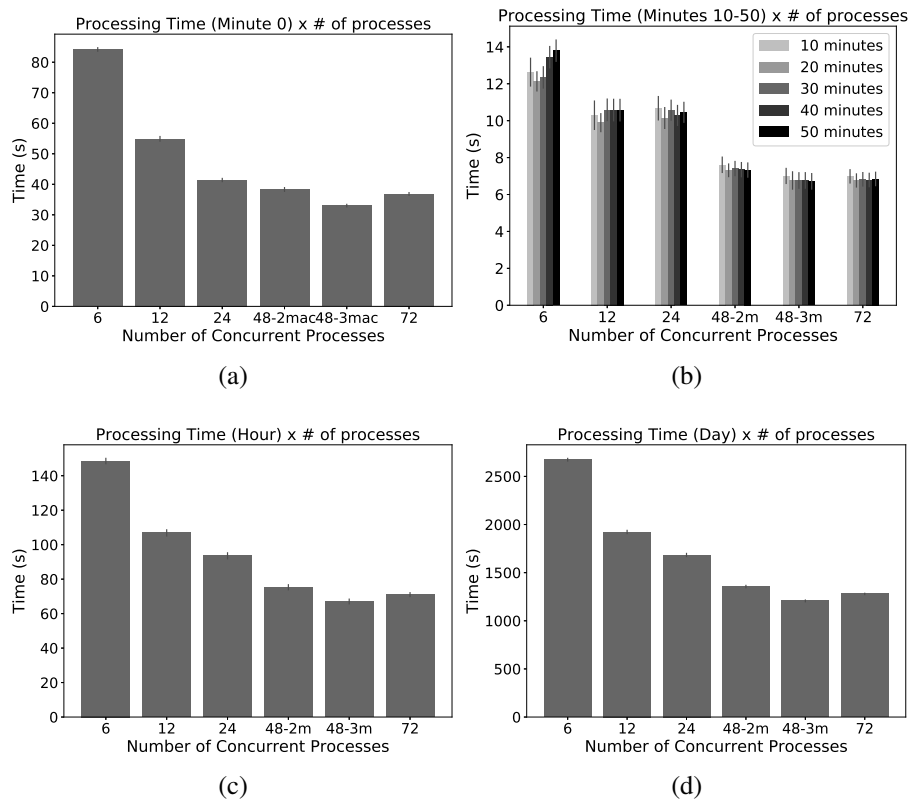 Processing Time (Minute 0) x # of processes
80
70
60
50
40
30
20
10
0
Time (s)
6 12 24 48-2mac 48-3mac 72
Number of Concurrent Processes
(a)
Processing Time (Minutes 10-50) x # of processes
14
12
10
8
6
4
2
0
Time (s)
10 minutes
20 minutes
30 minutes
40 minutes
50 minutes
6 12 24 48-2m 48-3m 72
Number of Concurrent Processes
(b)
Processing Time (Hour) x # of processes
140
120
100
80
60
40
20
0
Time (s)
6 12 24 48-2m 48-3m 72
Number of Concurrent Processes
(c)
Processing Time (Day) x # of processes
2500
2000
1500
1000
500
0
Time (s)
6 12 24 48-2m 48-3m 72
Number of Concurrent Processes
(d)